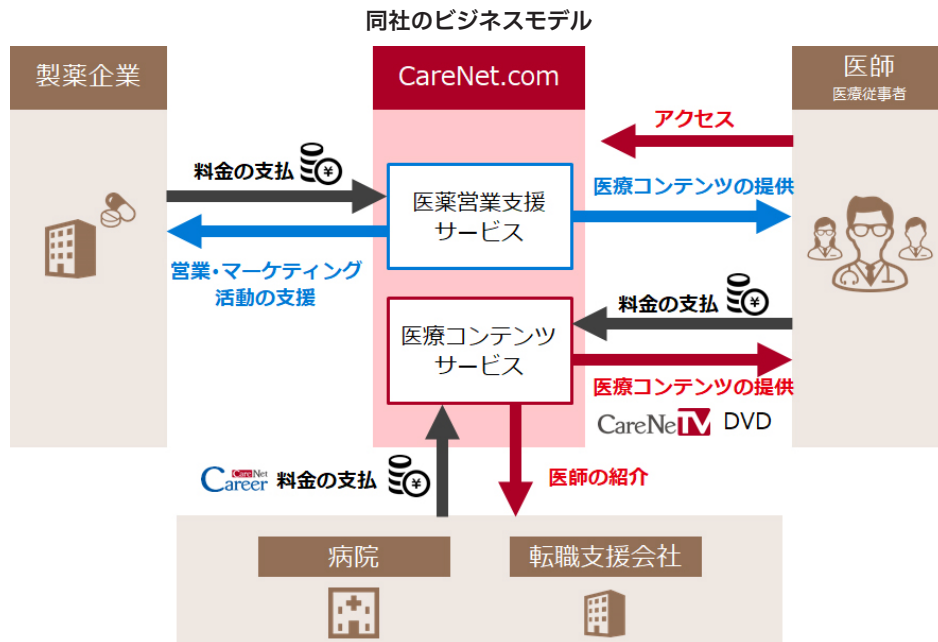 同社のビジネスモデル
製薬企業
CareNet.com
医師
医療従事者
アクセス
料金の支払
¥
医薬営業支援
サービス
医療コンテンツの提供
営業・マーケティング
活動の支援
料金の支払
¥
医療コンテンツ
サービス
医療コンテンツの提供
CareNeTV DVD
CareNet
Career 料金の支払
¥
医師の紹介
病院
転職支援会社